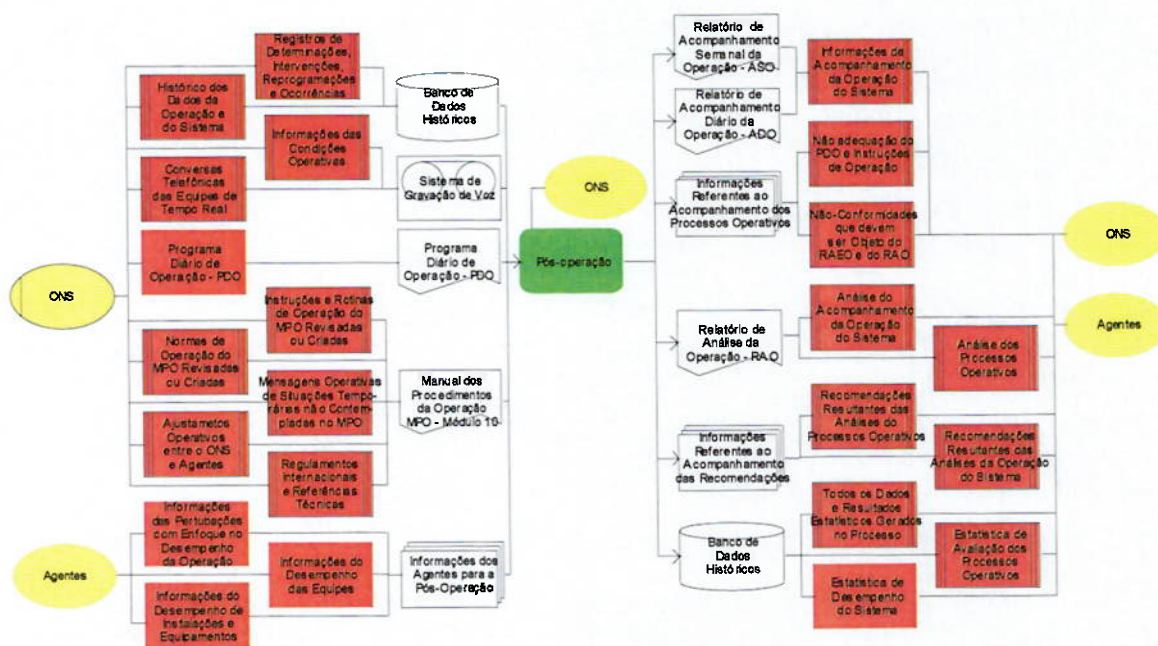 Registros de
Determinações,
Intervenções,
Reprogramações
e Ocorrências
Histórico dos
Dados da
Operação e
do Sistema
Banco de
Dados
Históricos
Informações das
Condições
Operativas
Conversas
Telefônicas
das Equipes de
Tempo Real
Sistema de
Gravação de Voz
Programa
Diário de
Operação - PDO
Programa
Diário de
Operação - PDO
ONS
Instruções e Rotinas
de Operação do
MPO Revisadas
ou Criadas
Normas de
Operação do
MPO Revisadas
ou Criadas
Mensagens Operativas
de Situações Tempo-
rárias não Contem-
pladas no MPO
Manual dos
Procedimentos
da Operação
MPO - Módulo 10-
Ajustametos
Operativos
entre o ONS
e Agentes
Regulamentos
Internacionais
e Referências
Técnicas
Informações
das Pertubações
com Enfoque no
Desempenho
da Operação
Agentes
Informações do
Desempenho
das Equipes
Informações dos
Agentes para a
Pós-Operação
Informações do
Desempenho de
Instalações e
Equipamentos
ONS
Pós-operação
Relatório de
Acompanhamento
Semanal da
Operação - ASO
Informações de
Acompanhamento
da Operação
do Sistema
Relatório de
Acompanhamento
Diário da
Operação - ADO
Não adequação do
PDO e Instruções
de Operação
Informações
Referentes ao
Acompanhamento dos
Processos Operativos
Não-Conformidades
que devem
ser Objeto do
RAEO e do RAO
ONS
Relatório de
Análise da
Operação - RAO
Análise do
Acompanhamento
da Operação
do Sistema
Agentes
Análise dos
Processos
Operativos
Recomendações
Resultantes das
Análises do
Processos Operativos
Informações
Referentes ao
Acompanhamento
das Recomendações
Recomendações
Resultantes das
Análises da Operação do
Sistema
Todos os Dados
e Resultados
Estatísticos Gerados
no Processo
Banco de
Dados
Históricos
Estatística de
Avaliação dos
Processos
Operativos
Estatística de
Desempenho
do Sistema